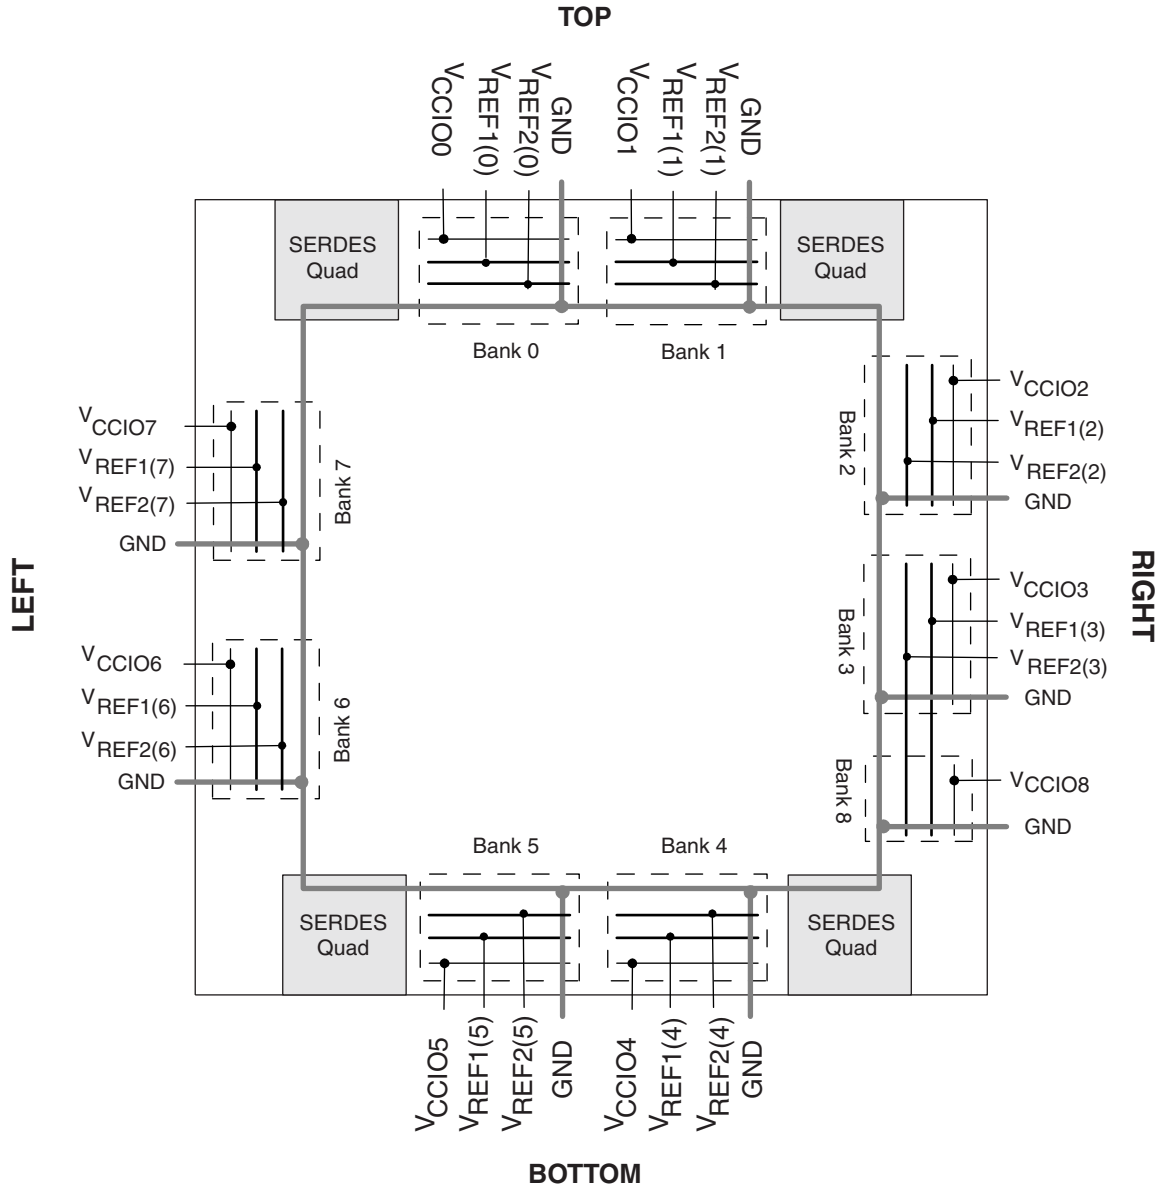 TOP
VCCIO0
VREF1(0)
VREF2(0)
GND
VCCIO1
VREF1(1)
VREF2(1)
GND
SERDES
Quad
SERDES
Quad
Bank 0
Bank 1
VCCIO7
VREF1(7)
VREF2(7)
GND
Bank 7
Bank 2
VCCIO2
VREF1(2)
VREF2(2)
GND
LEFT
RIGHT
VCCIO6
VREF1(6)
VREF2(6)
GND
Bank 6
Bank 3
VCCIO3
VREF1(3)
VREF2(3)
GND
Bank 8
VCCIO8
GND
Bank 5
Bank 4
SERDES
Quad
SERDES
Quad
VCCIO5
VREF1(5)
VREF2(5)
GND
VCCIO4
VREF1(4)
VREF2(4)
GND
BOTTOM